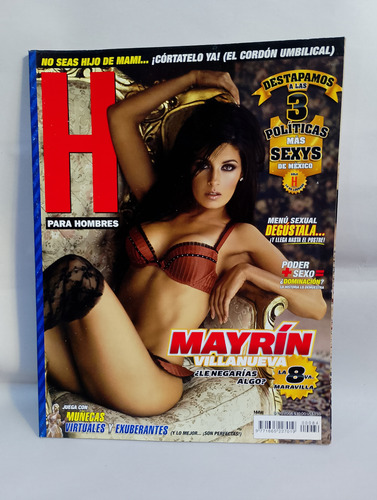 NO SEAS HIJO DE MAMI... ¡CÓRTATELO YA! (EL CORDÓN UMBILICAL)
H
PARA HOMBRES
DESTAPAMOS
A LAS
3
POLÍTICAS
MAS
SEXYS
DE MÉXICO
MENÚ SEXUAL
DEGÚSTALA...
¡Y LLEGA HASTA EL POSTRE!
PODER
+ SEXO =
¿DOMINACIÓN?
MAYRÍN
VILLANUEVA
¿LE NEGARÍAS
ALGO?
LA
8VA.
MARAVILLA
JUEGA CON
MUÑECAS
VIRTUALES Y EXUBERANTES
(Y LO MEJOR... ¡SON PERFECTAS!)
00084